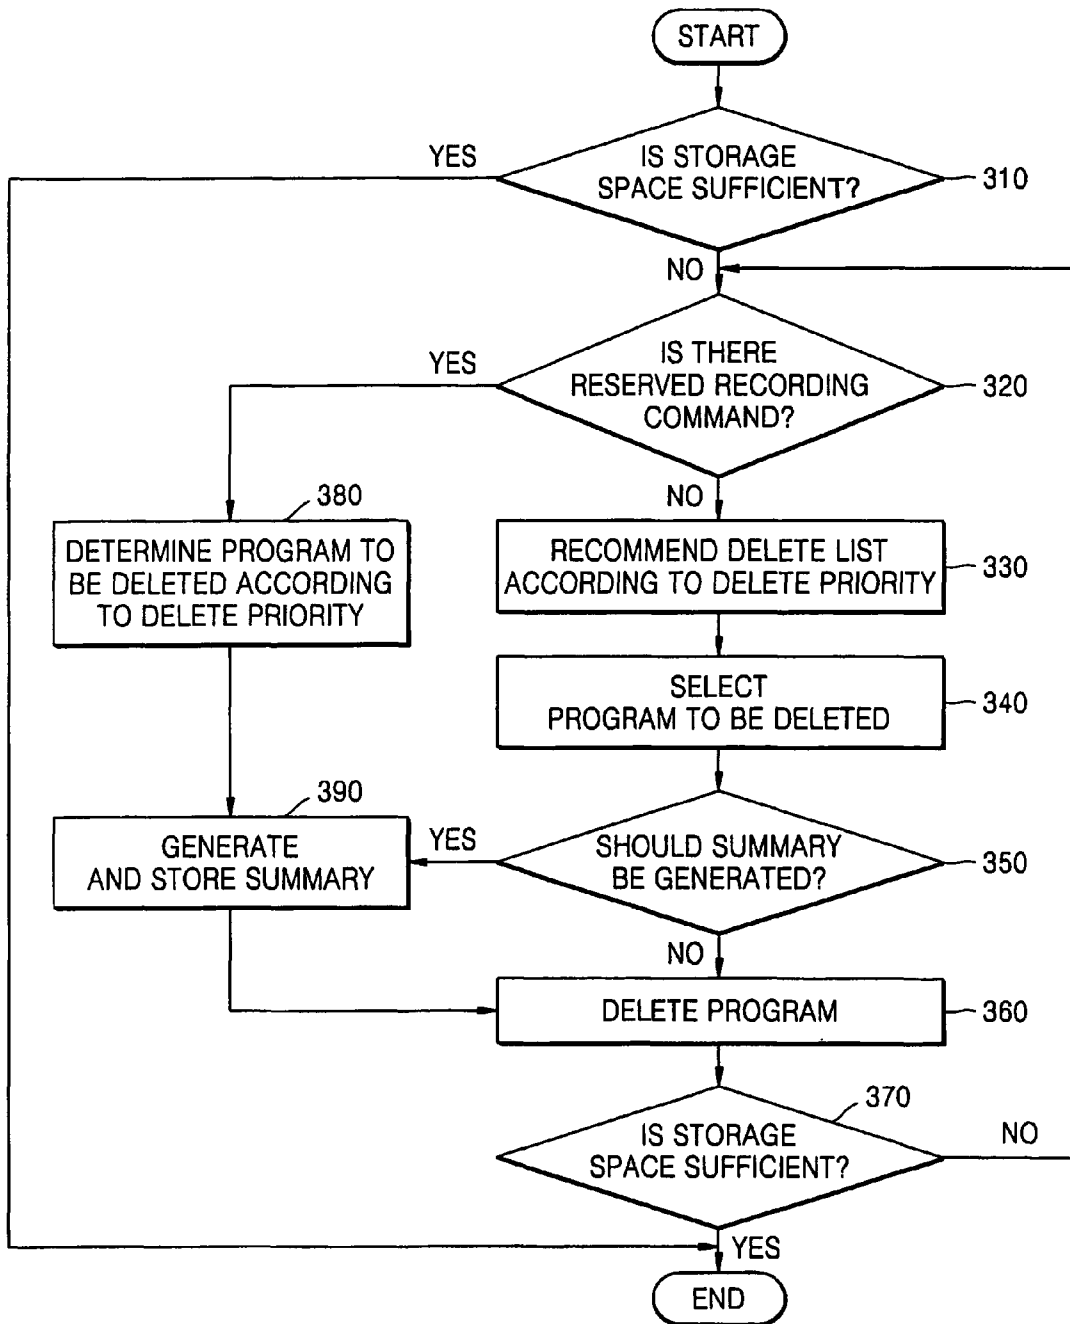 START
YES
IS STORAGE
SPACE SUFFICIENT?
310
NO
YES
IS THERE
RESERVED RECORDING
COMMAND?
320
NO
380
DETERMINE PROGRAM TO
BE DELETED ACCORDING
TO DELETE PRIORITY
RECOMMEND DELETE LIST
ACCORDING TO DELETE PRIORITY
330
SELECT
PROGRAM TO BE DELETED
340
390
GENERATE
AND STORE SUMMARY
YES
SHOULD SUMMARY
BE GENERATED?
350
NO
DELETE PROGRAM
360
370
IS STORAGE
SPACE SUFFICIENT?
NO
YES
END